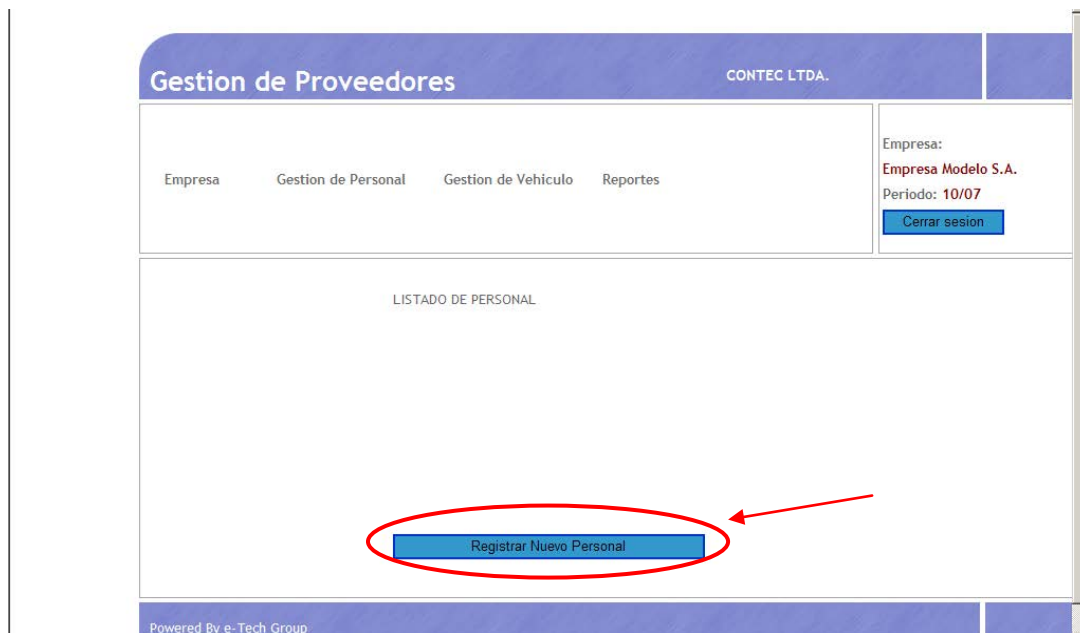 Gestion de Proveedores
CONTEC LTDA.
Empresa Gestion de Personal Gestion de Vehiculo Reportes
Empresa:
Empresa Modelo S.A.
Periodo: 10/07
Cerrar sesion
LISTADO DE PERSONAL
Registrar Nuevo Personal
Powered By e-Tech Group